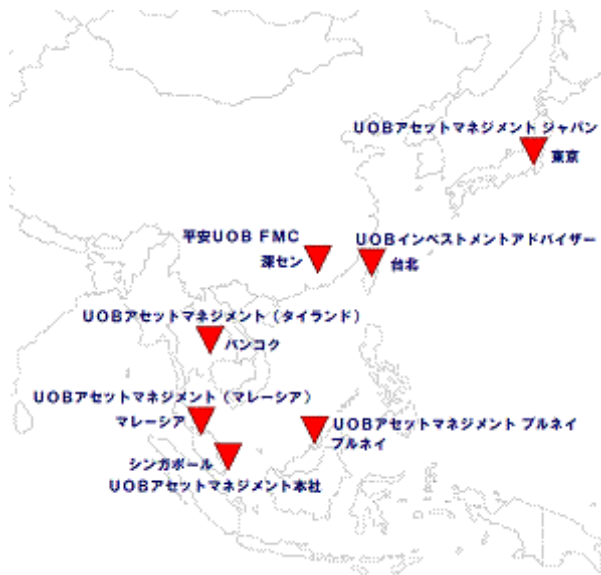 UOBアセットマネジメント ジャパン
東京
平安UOB FMC
深セン
UOBインベストメントアドバイザー
台北
UOBアセットマネジメント（タイランド）
バンコク
UOBアセットマネジメント（マレーシア）
マレーシア
UOBアセットマネジメント ブルネイ
ブルネイ
シンガポール
UOBアセットマネジメント本社